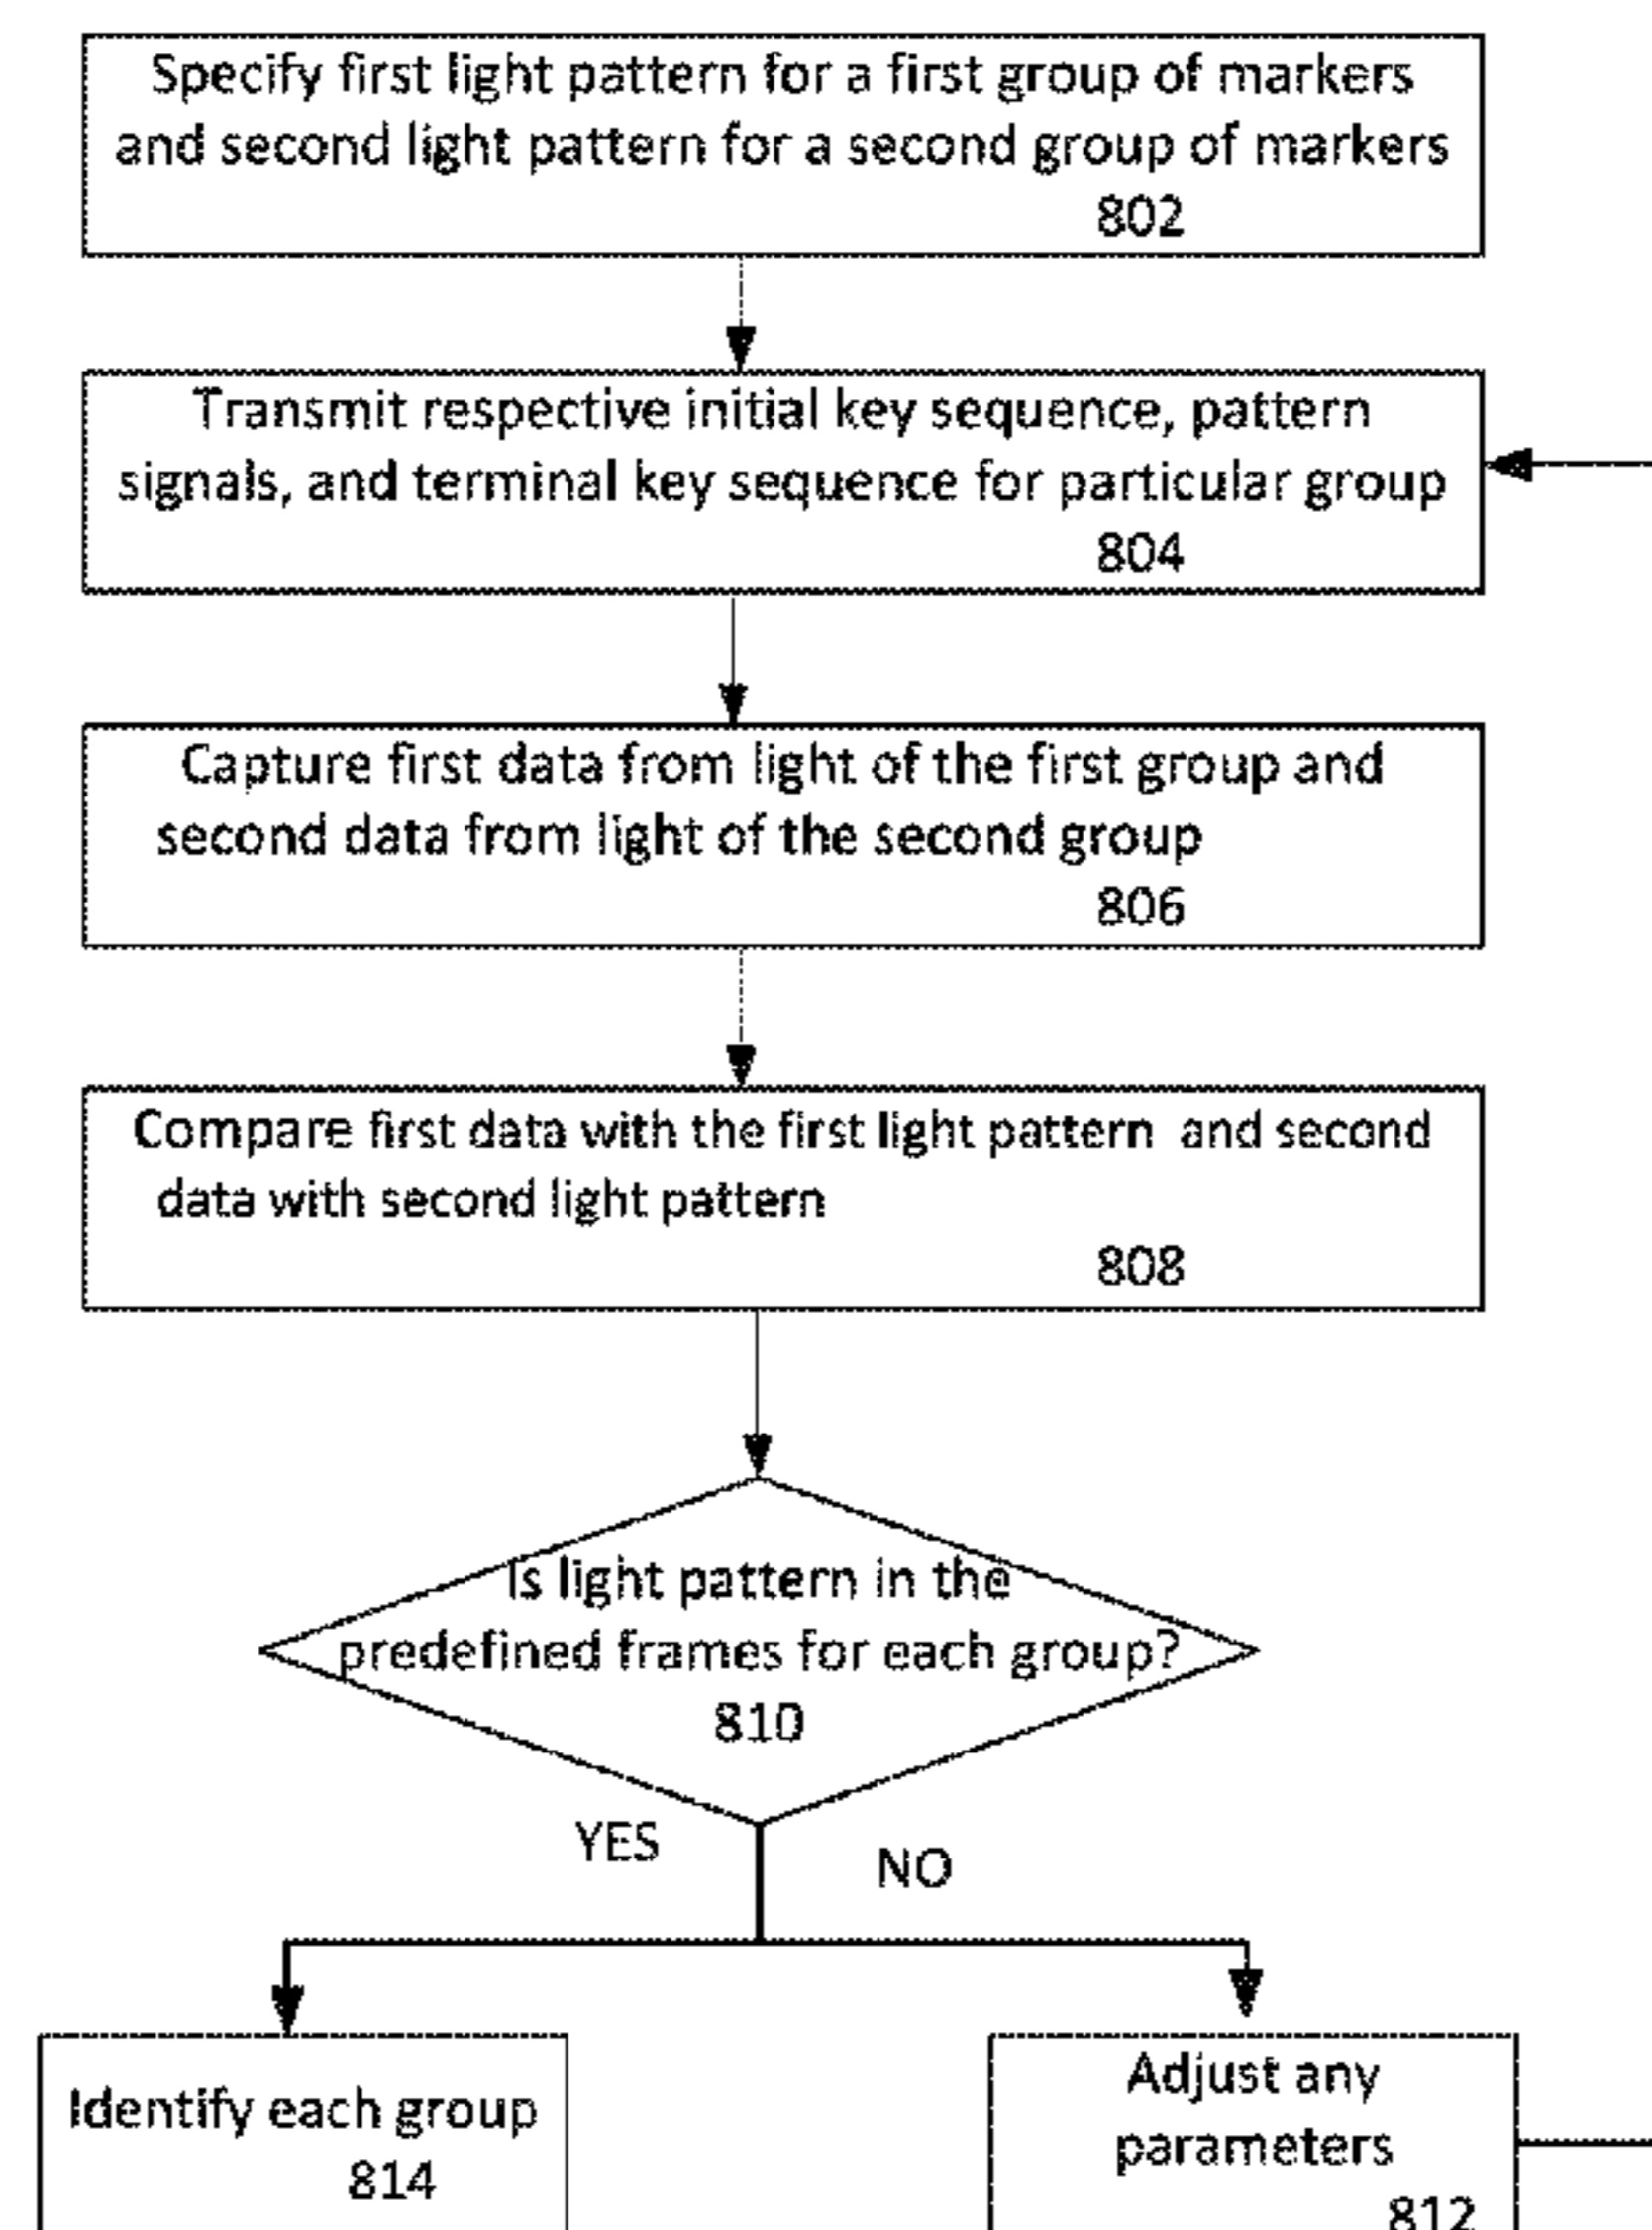 Specify first light pattern for a first group of markers
and second light pattern for a second group of markers
802
Transmit respective initial key sequence, pattern
signals, and terminal key sequence for particular group
804
Capture first data from light of the first group and
second data from light of the second group
806
Compare first data with the first light pattern and second
data with second light pattern
808
Is light pattern in the
predefined frames for each group?
810
YES
NO
Identify each group
814
Adjust any
parameters
812